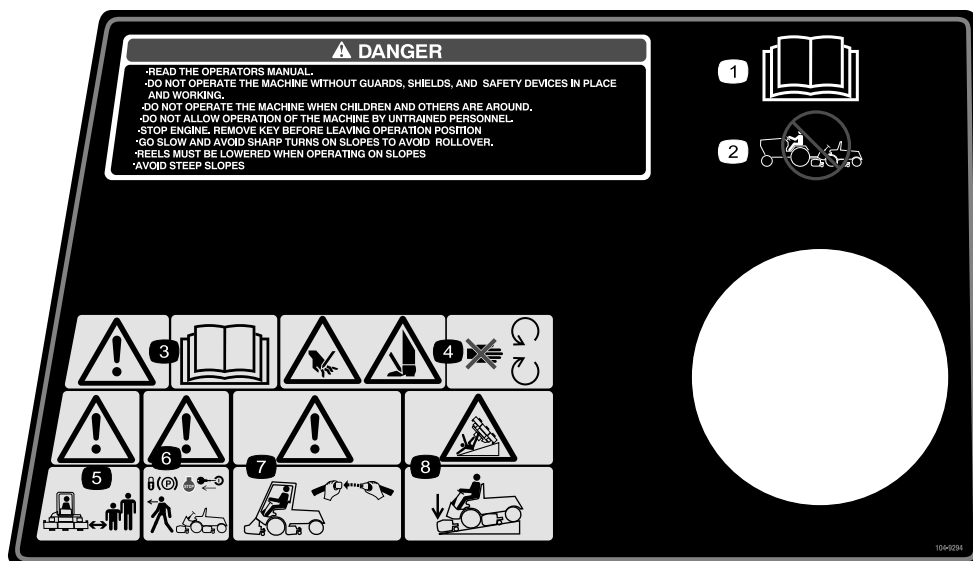 DANGER
·READ THE OPERATORS MANUAL.
·DO NOT OPERATE THE MACHINE WITHOUT GUARDS, SHIELDS, AND SAFETY DEVICES IN PLACE
AND WORKING.
·DO NOT OPERATE THE MACHINE WHEN CHILDREN AND OTHERS ARE AROUND.
·DO NOT ALLOW OPERATION OF THE MACHINE BY UNTRAINED PERSONNEL.
·STOP ENGINE. REMOVE KEY BEFORE LEAVING OPERATION POSITION
·GO SLOW AND AVOID SHARP TURNS ON SLOPES TO AVOID ROLLOVER.
·REELS MUST BE LOWERED WHEN OPERATING ON SLOPES
·AVOID STEEP SLOPES
1
2
3
4
5
6
7
8
(P)
STOP
104-9294